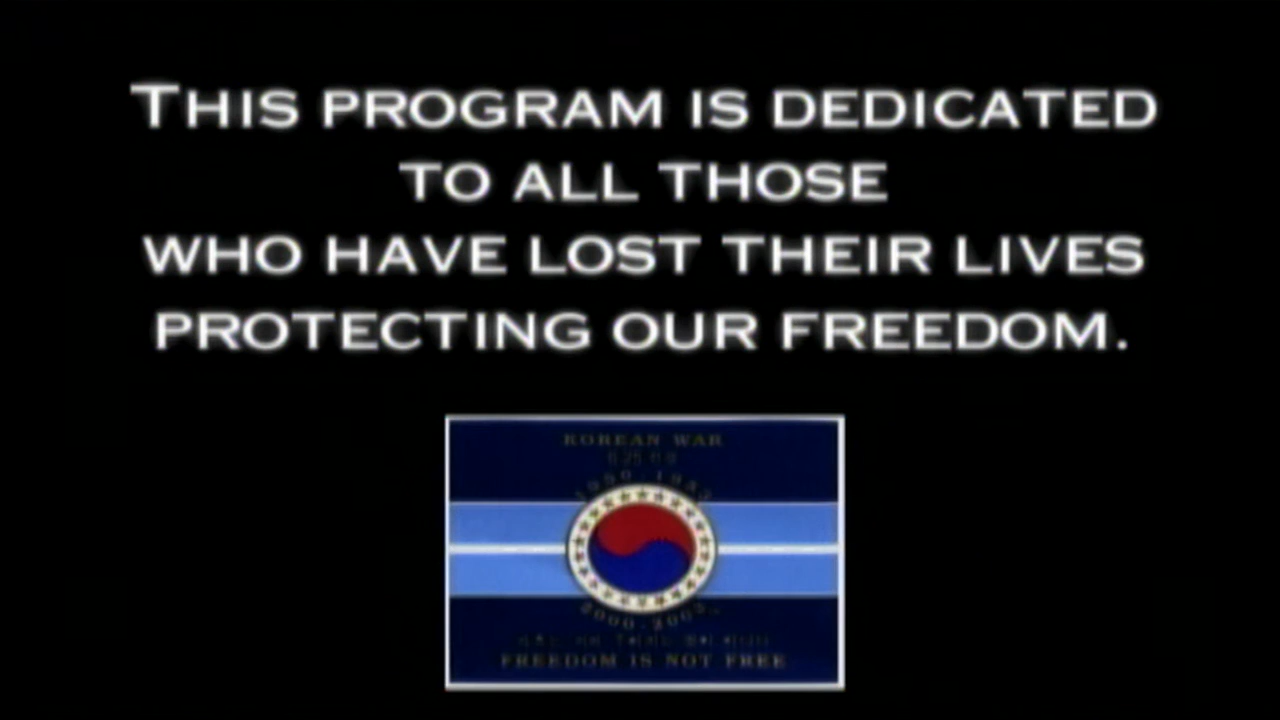 THIS PROGRAM IS DEDICATED
TO ALL THOSE
WHO HAVE LOST THEIR LIVES
PROTECTING OUR FREEDOM.
KOREAN WAR
1950-1953
2000-2003
FREEDOM IS NOT FREE